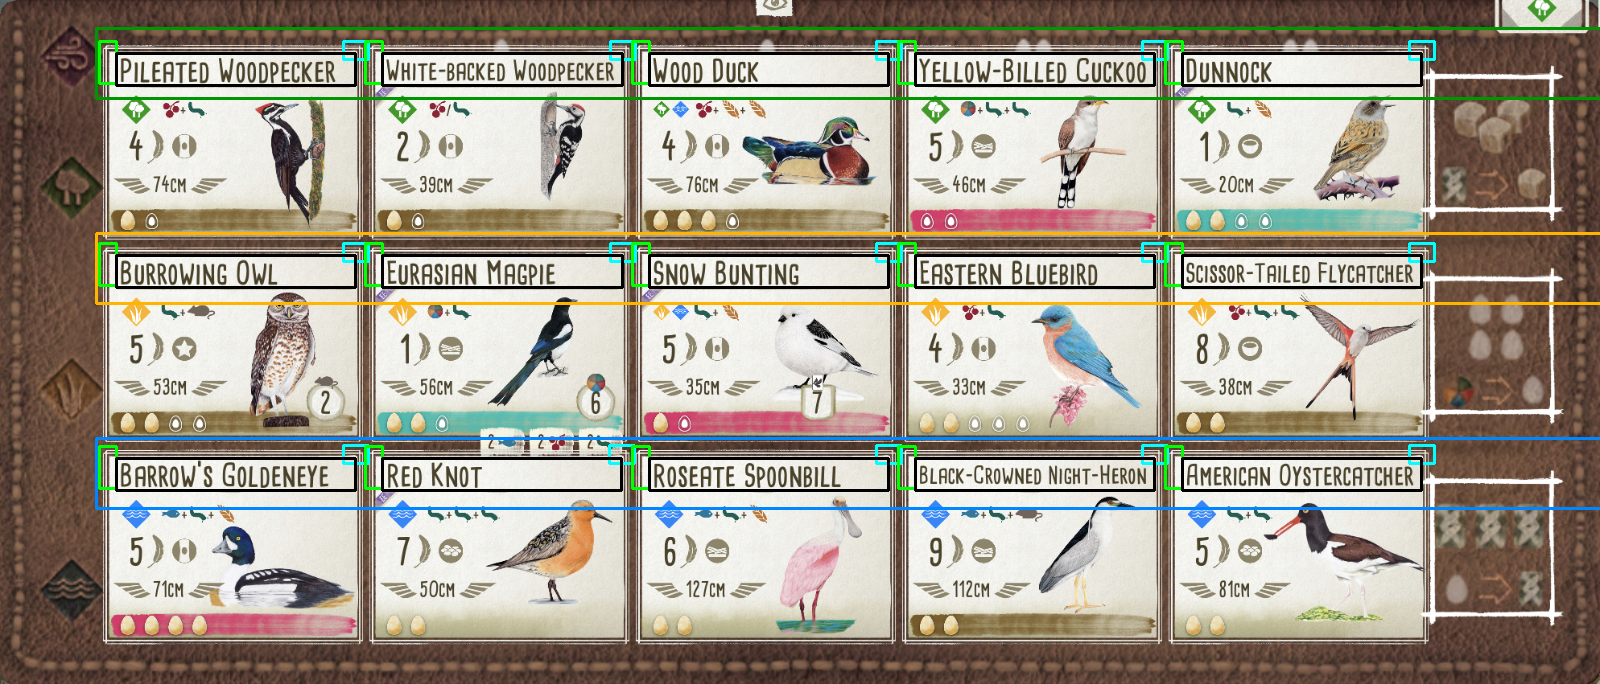 PILEATED WOODPECKER
WHITE-BACKED WOODPECKER
WOOD DUCK
YELLOW-BILLED CUCKOO
DUNNOCK
4
74CM
2
39CM
4
76CM
5
46CM
1
20CM
BURROWING OWL
EURASIAN MAGPIE
SNOW BUNTING
EASTERN BLUEBIRD
SCISSOR-TAILED FLYCATCHER
5
53CM
2
1
56CM
6
5
35CM
7
4
33CM
8
38CM
2 2 2
BARROW'S GOLDENEYE
RED KNOT
ROSEATE SPOONBILL
BLACK-CROWNED NIGHT-HERON
AMERICAN OYSTERCATCHER
5
71CM
7
50CM
6
127CM
9
112CM
5
81CM